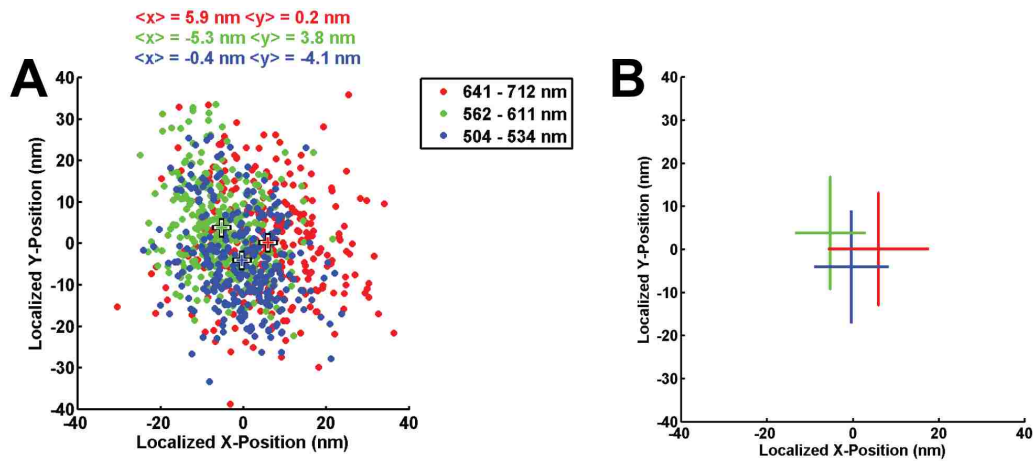 <x> = 5.9 nm <y> = 0.2 nm
<x> = -5.3 nm <y> = 3.8 nm
<x> = -0.4 nm <y> = -4.1 nm
A
40
30
20
10
0
-10
-20
-30
-40
-40
-20
0
20
40
Localized Y-Position (nm)
Localized X-Position (nm)
641 - 712 nm
562 - 611 nm
504 - 534 nm
B
40
30
20
10
0
-10
-20
-30
-40
-40
-20
0
20
40
Localized Y-Position (nm)
Localized X-Position (nm)